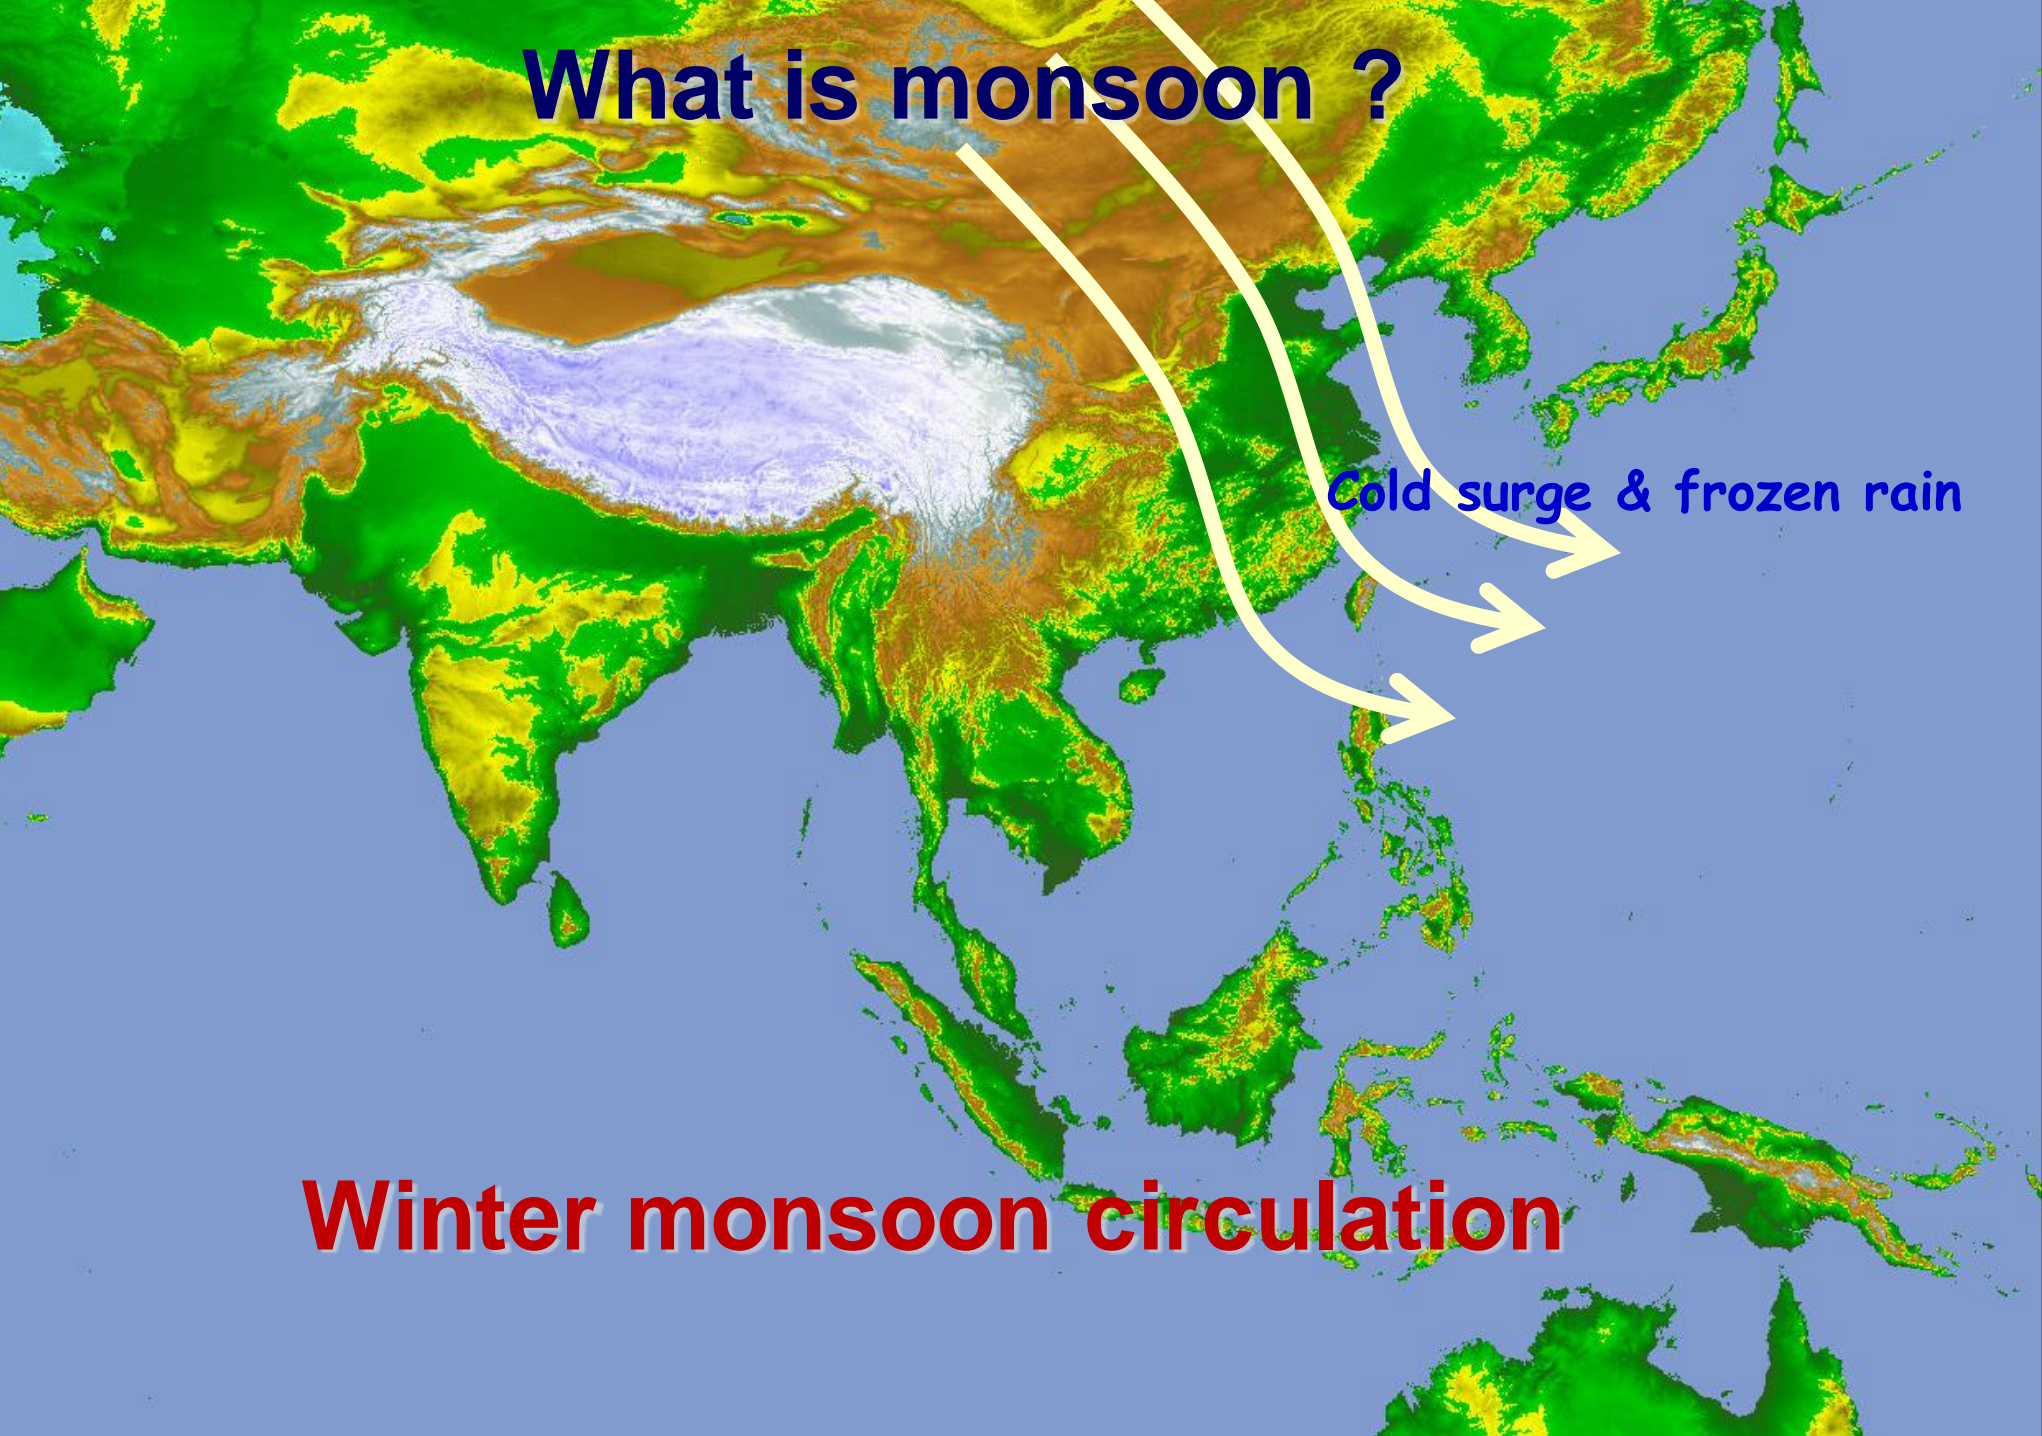 What is monsoon ?
Cold surge & frozen rain
Winter monsoon circulation